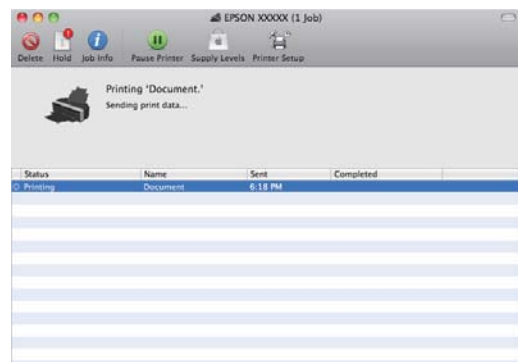 EPSON XXXXX (1 Job)
Delete Hold Job Info Pause Printer Supply Levels Printer Setup
Printing 'Document.'
Sending print data...
Status Name Sent Completed
Printing Document 6:18 PM